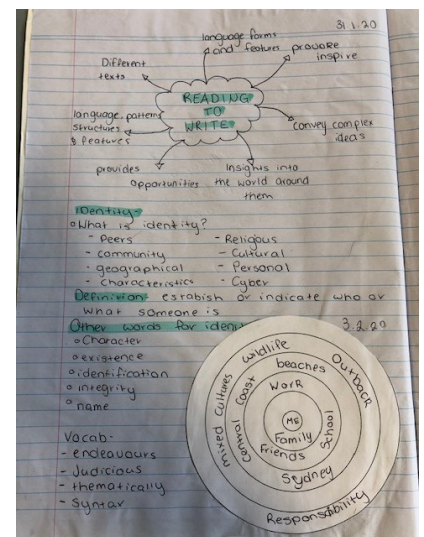 31.1.20
language forms
and features
provoke
inspire
Different
texts
READING
TO
WRITE
language, patterns
structures
& features
convey complex
ideas
provides
opportunities
Insights into
the world around
them
Identity-
What is identity?
- Peers
- Religious
- community
- Cultural
- geographical
- Personal
- Characteristics
- Cyber
Definition estabish or indicate who or
what someone is
Other words for iden
3.2.20
Character
existence
identification
integrity
name
Vocab-
- endeavours
- Judicious
- thematically
- Syntax
wildlife
Outback
mixed cultures
beaches
central Coast
Work
School
ME
Family
Friends
Sydney
Responsibility